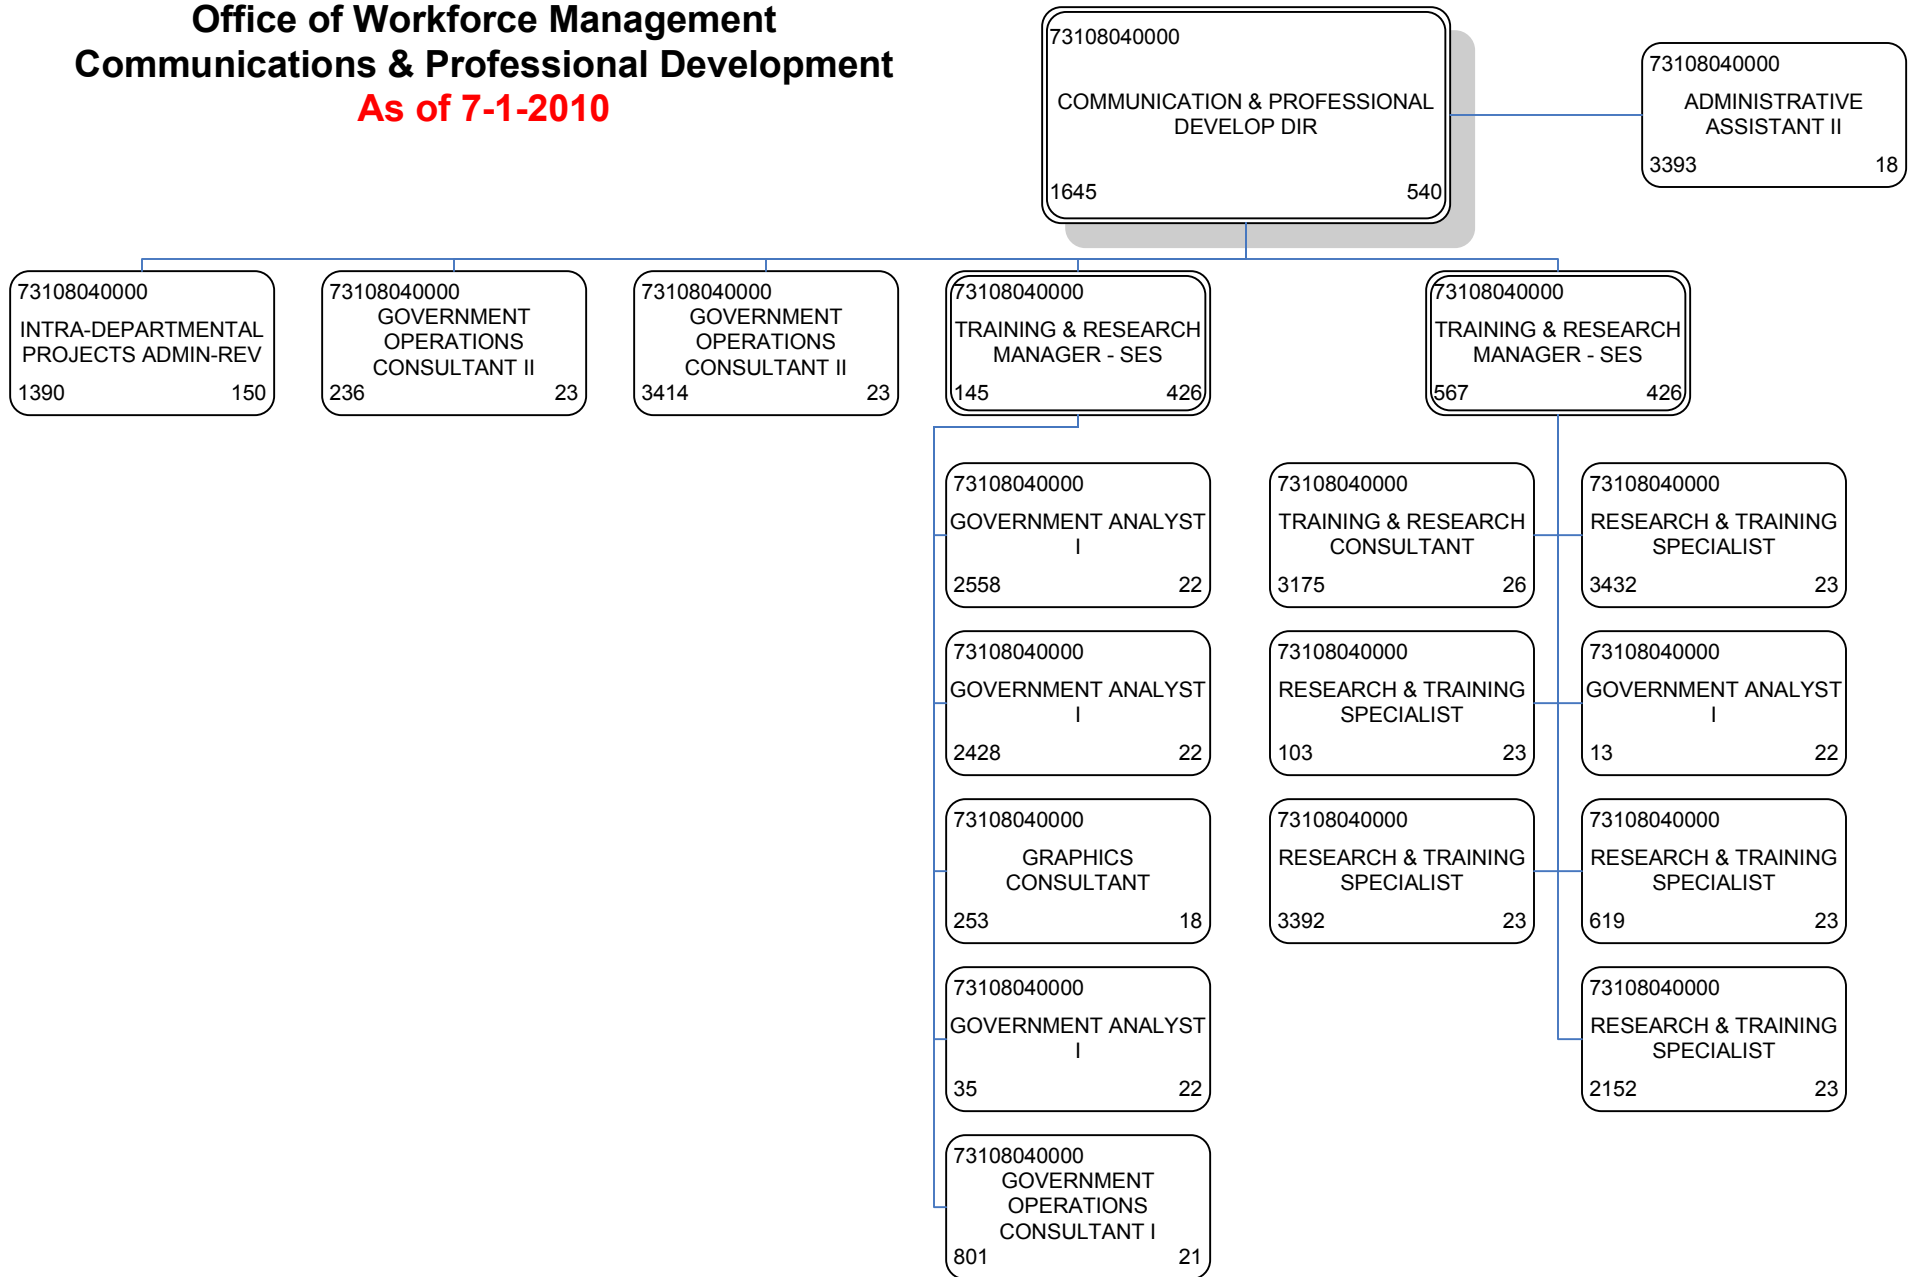 Office of Workforce Management
Communications & Professional Development
As of 7-1-2010
73108040000
COMMUNICATION & PROFESSIONAL
DEVELOP DIR
1645 540
73108040000
ADMINISTRATIVE
ASSISTANT II
3393 18
73108040000
INTRA-DEPARTMENTAL
PROJECTS ADMIN-REV
1390 150
73108040000
GOVERNMENT
OPERATIONS
CONSULTANT II
236 23
73108040000
GOVERNMENT
OPERATIONS
CONSULTANT II
3414 23
73108040000
TRAINING & RESEARCH
MANAGER - SES
145 426
73108040000
TRAINING & RESEARCH
MANAGER - SES
567 426
73108040000
GOVERNMENT ANALYST
I
2558 22
73108040000
TRAINING & RESEARCH
CONSULTANT
3175 26
73108040000
RESEARCH & TRAINING
SPECIALIST
3432 23
73108040000
GOVERNMENT ANALYST
I
2428 22
73108040000
RESEARCH & TRAINING
SPECIALIST
103 23
73108040000
GOVERNMENT ANALYST
I
13 22
73108040000
GRAPHICS
CONSULTANT
253 18
73108040000
RESEARCH & TRAINING
SPECIALIST
3392 23
73108040000
RESEARCH & TRAINING
SPECIALIST
619 23
73108040000
GOVERNMENT ANALYST
I
35 22
73108040000
RESEARCH & TRAINING
SPECIALIST
2152 23
73108040000
GOVERNMENT
OPERATIONS
CONSULTANT I
801 21